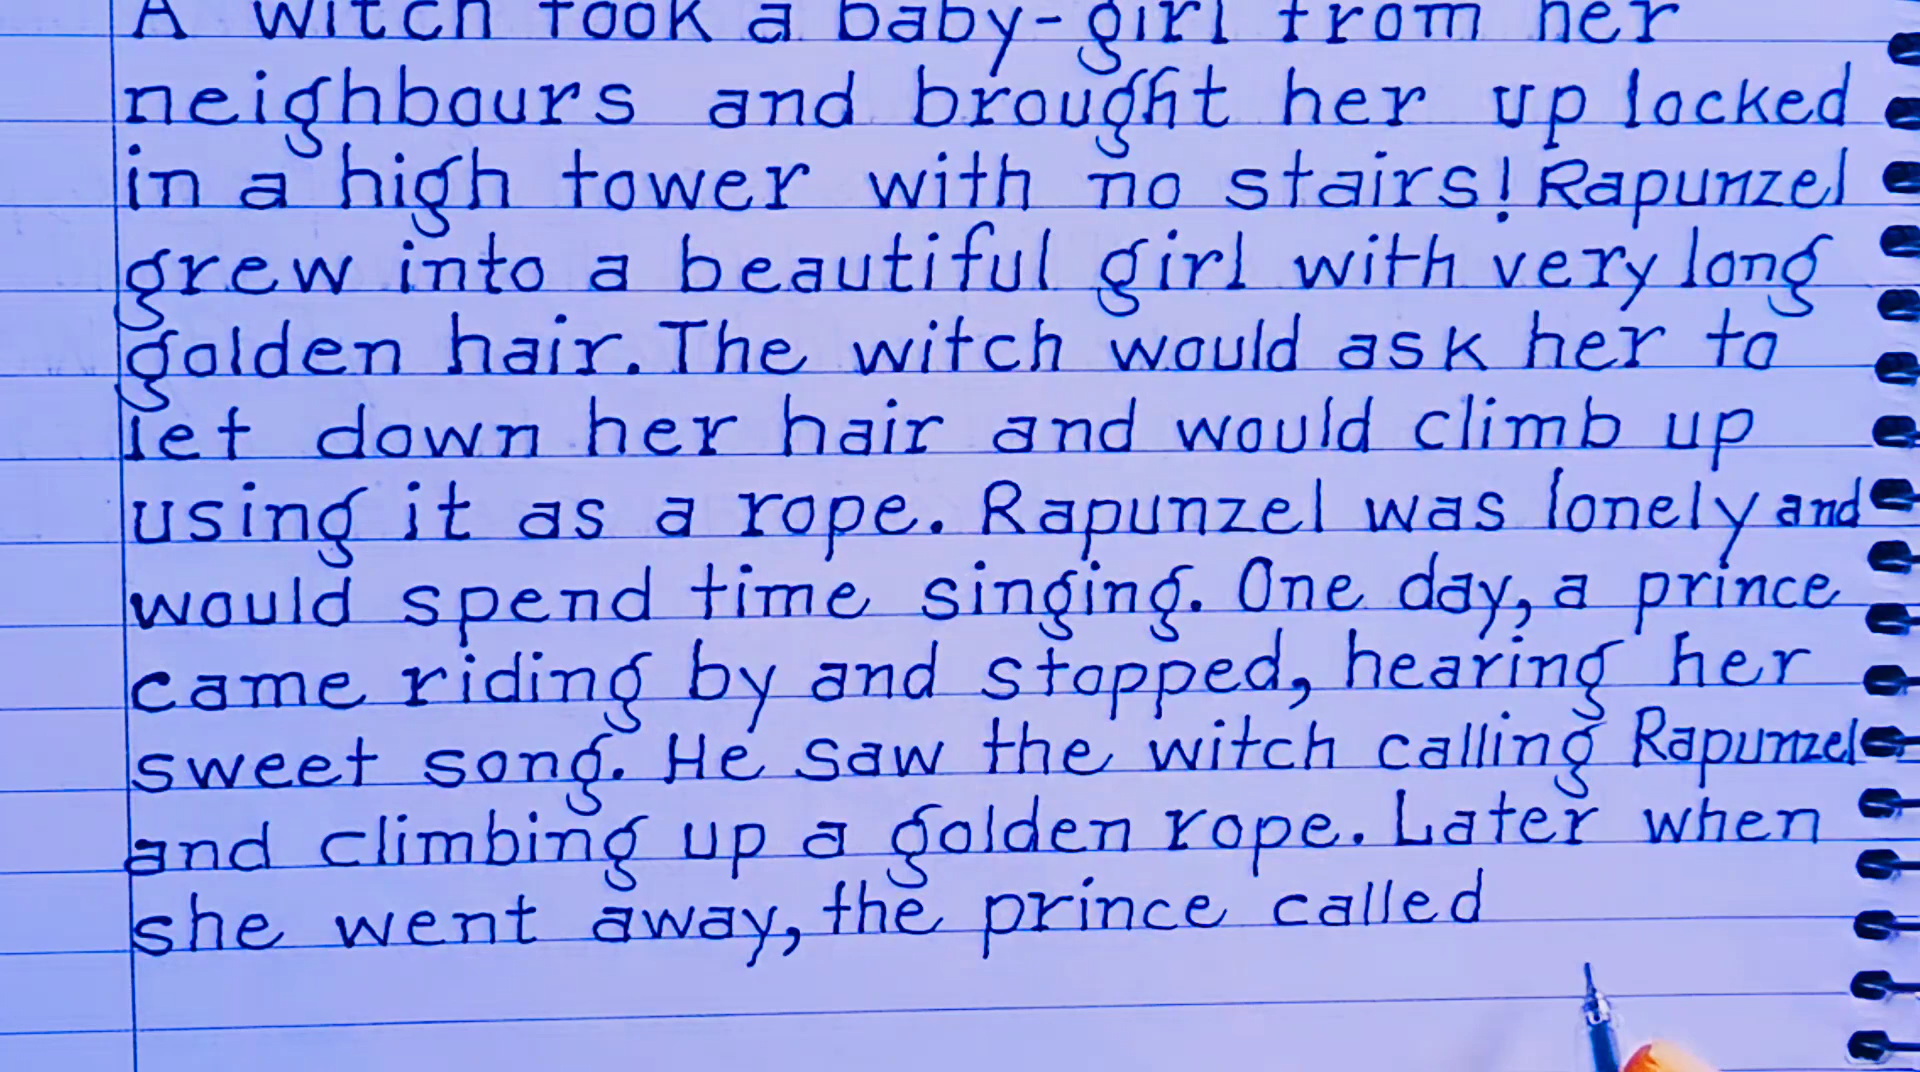 A witch took a baby-girl from her
neighbours and brought her up locked
in a high tower with no stairs! Rapunzel
grew into a beautiful girl with very long
golden hair. The witch would ask her to
let down her hair and would climb up
using it as a rope. Rapunzel was lonely and
would spend time singing. One day, a prince
came riding by and stopped, hearing her
sweet song. He saw the witch calling Rapunzel
and climbing up a golden rope. Later when
she went away, the prince called